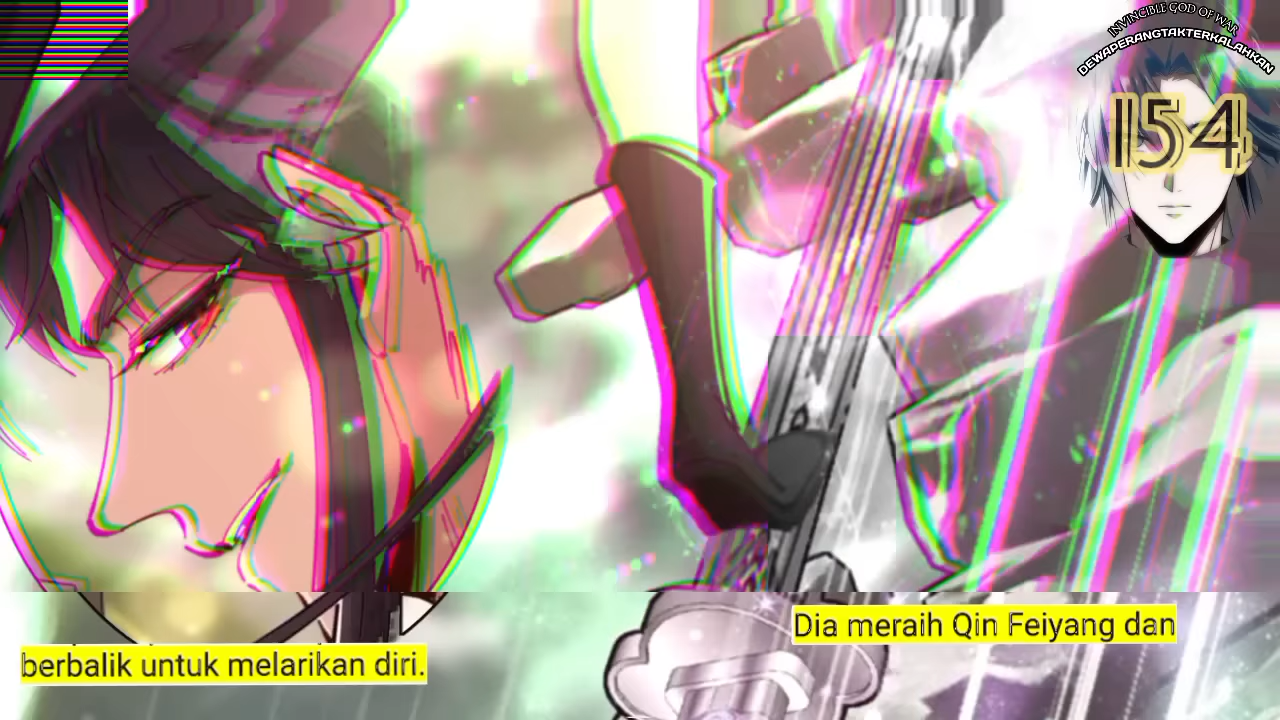 INVINCIBLE GOD OF WAR
DEWAPERANGTAKTERKALAHKAN
154
Dia meraih Qin Feiyang dan
berbalik untuk melarikan diri.